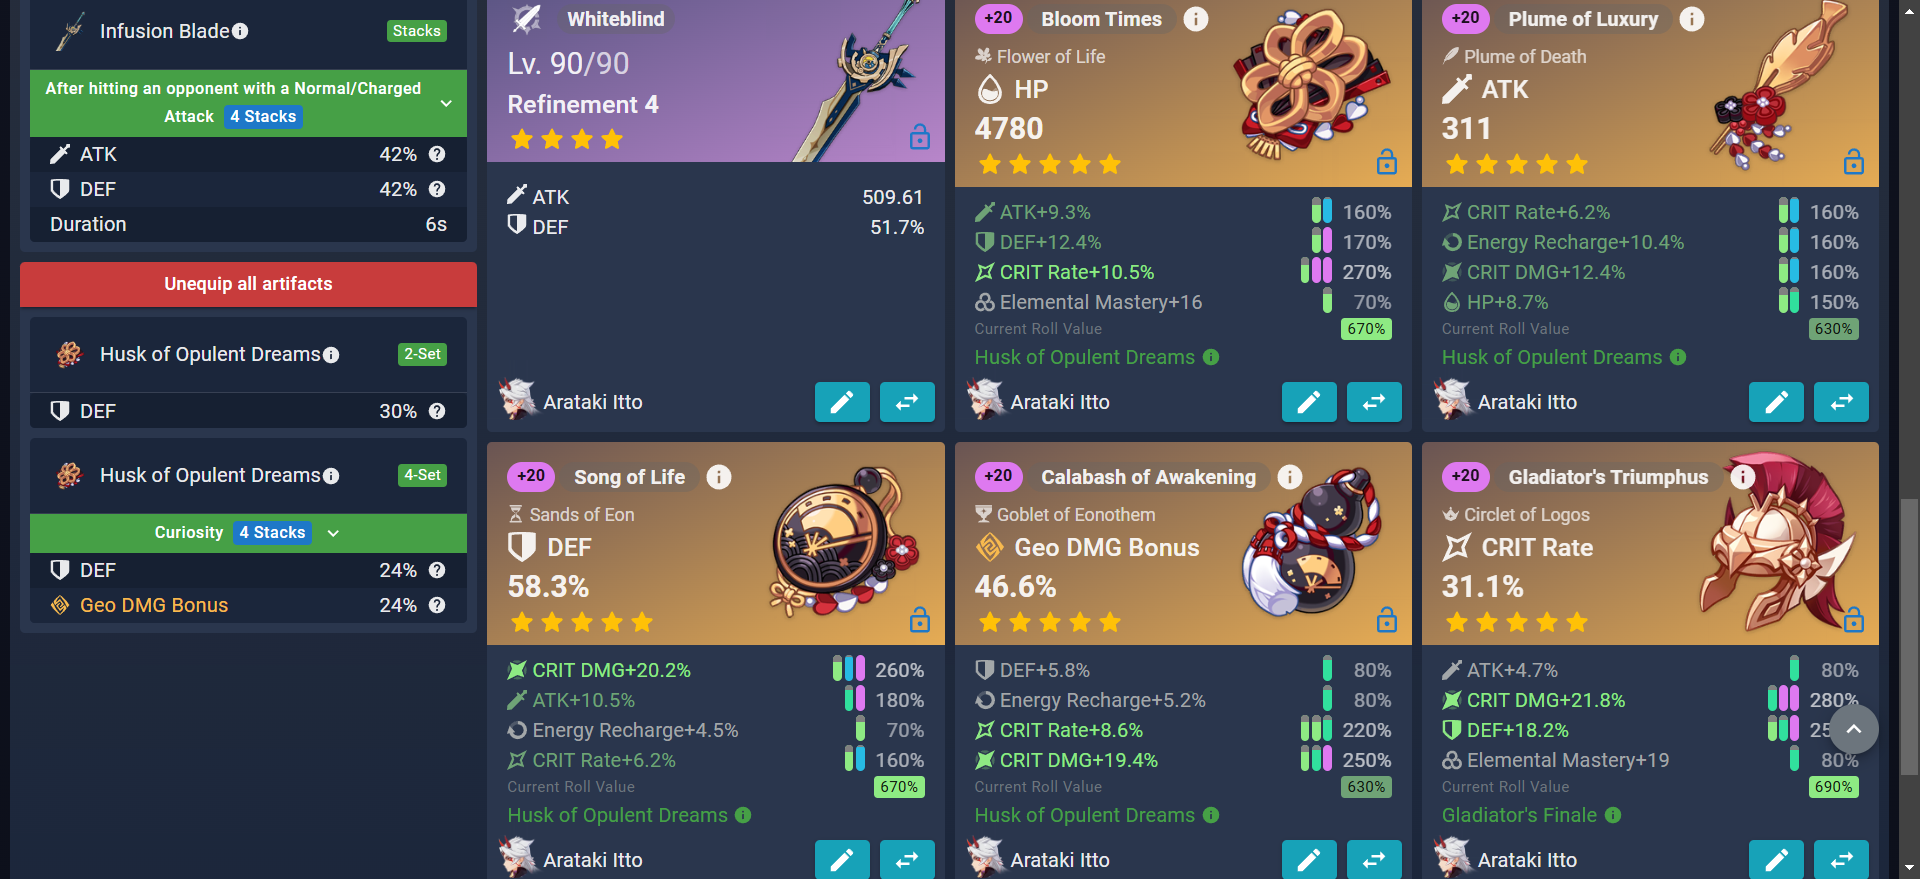 Infusion Blade
Stacks
After hitting an opponent with a Normal/Charged
Attack 4 Stacks
ATK 42%
DEF 42%
Duration 6s
Unequip all artifacts
Husk of Opulent Dreams 2-Set
DEF 30%
Husk of Opulent Dreams 4-Set
Curiosity 4 Stacks
DEF 24%
Geo DMG Bonus 24%
Whiteblind
Lv. 90/90
Refinement 4
ATK 509.61
DEF 51.7%
Arataki Itto
+20 Bloom Times
Flower of Life
HP
4780
ATK+9.3% 160%
DEF+12.4% 170%
CRIT Rate+10.5% 270%
Elemental Mastery+16 70%
Current Roll Value 670%
Husk of Opulent Dreams
Arataki Itto
+20 Plume of Luxury
Plume of Death
ATK
311
CRIT Rate+6.2% 160%
Energy Recharge+10.4% 160%
CRIT DMG+12.4% 160%
HP+8.7% 150%
Current Roll Value 630%
Husk of Opulent Dreams
Arataki Itto
+20 Song of Life
Sands of Eon
DEF
58.3%
CRIT DMG+20.2% 260%
ATK+10.5% 180%
Energy Recharge+4.5% 70%
CRIT Rate+6.2% 160%
Current Roll Value 670%
Husk of Opulent Dreams
Arataki Itto
+20 Calabash of Awakening
Goblet of Eonothem
Geo DMG Bonus
46.6%
DEF+5.8% 80%
Energy Recharge+5.2% 80%
CRIT Rate+8.6% 220%
CRIT DMG+19.4% 250%
Current Roll Value 630%
Husk of Opulent Dreams
Arataki Itto
+20 Gladiator's Triumphus
Circlet of Logos
CRIT Rate
31.1%
ATK+4.7% 80%
CRIT DMG+21.8% 280%
DEF+18.2%
Elemental Mastery+19 80%
Current Roll Value 690%
Gladiator's Finale
Arataki Itto